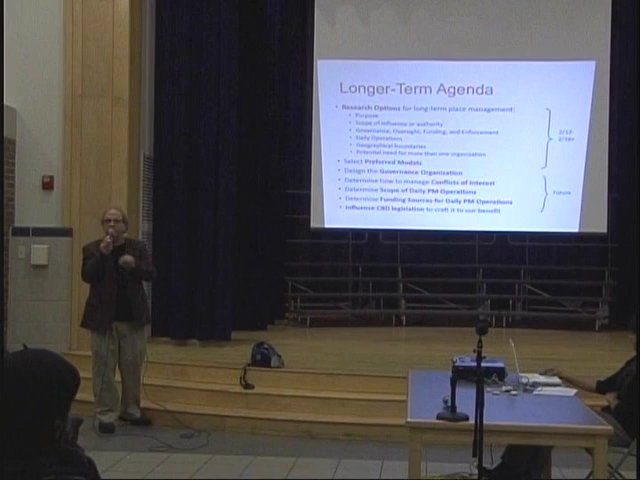 Longer-Term Agenda
• Research Options for long-term place management:
• Purpose
• Scope of influence or authority
• Governance, Oversight, Funding, and Enforcement
• Daily Operations
• Geographical boundaries
• Potential need for more than one organization
• Select Preferred Models
• Design the Governance Organization
• Determine how to manage Conflicts of Interest
• Determine Scope of Daily PM Operations
• Determine Funding Sources for Daily PM Operations
• Influence CBD legislation to craft it to our benefit
Future